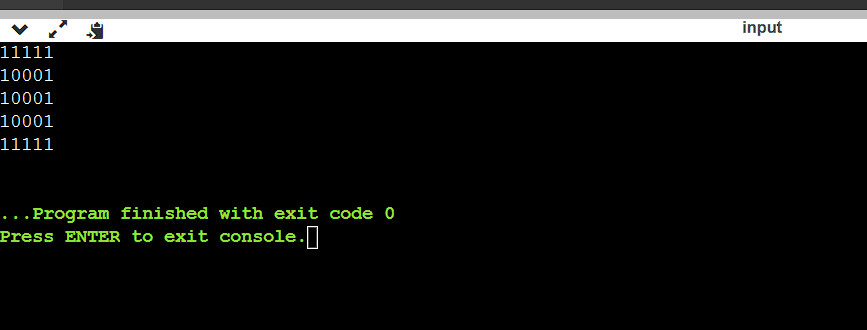 input
11111
10001
10001
10001
11111
...Program finished with exit code 0
Press ENTER to exit console.